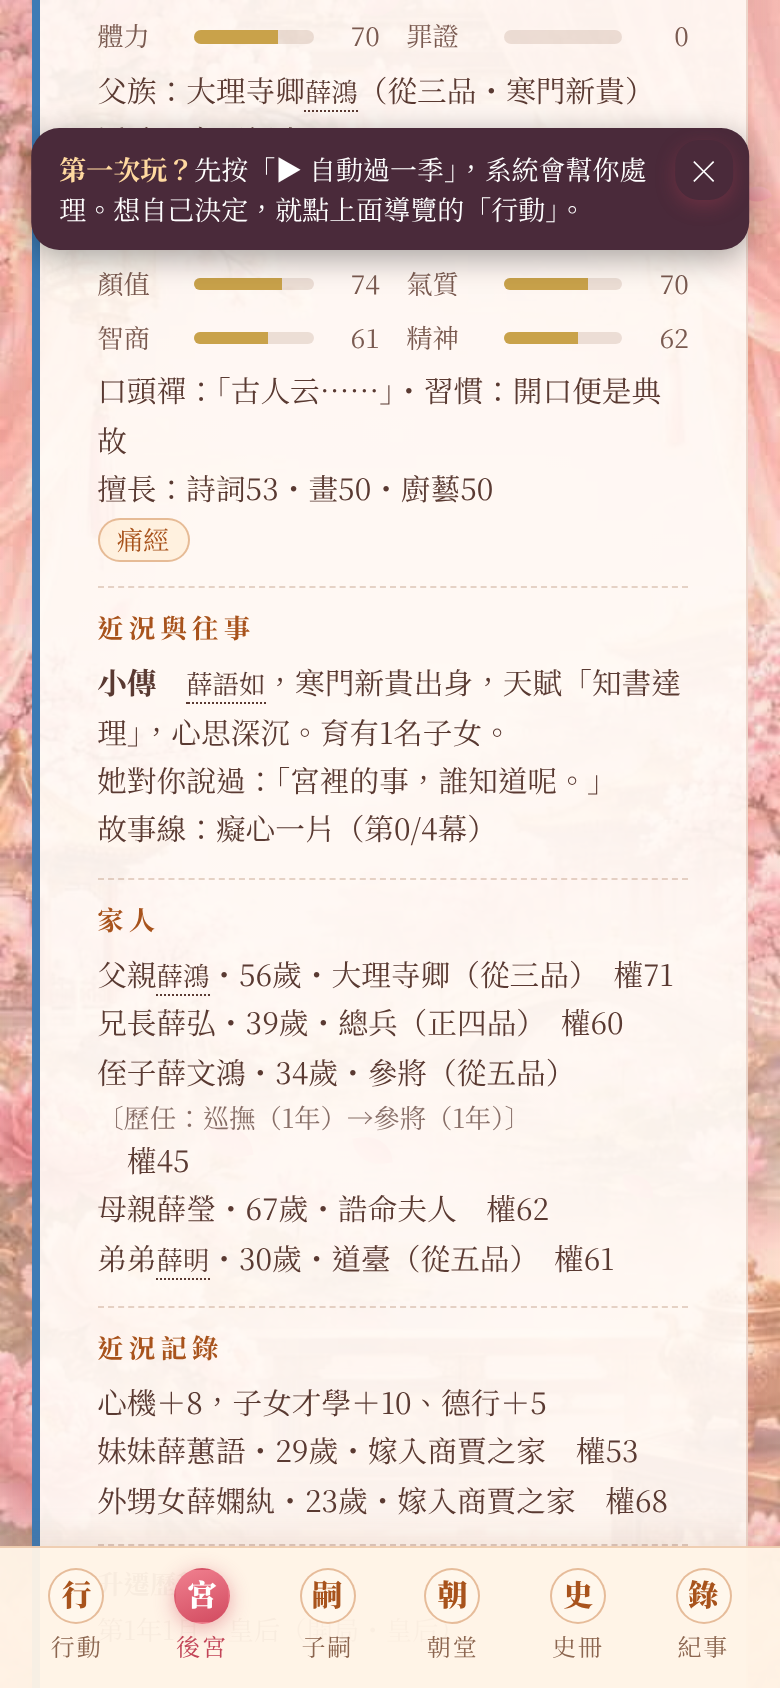 體力 70 罪證 0
父族：大理寺卿薛鴻（從三品・寒門新貴）
第一次玩？先按「▶ 自動過一季」，系統會幫你處
理。想自己決定，就點上面導覽的「行動」。
顏值 74 氣質 70
智商 61 精神 62
口頭禪：「古人云……」・習慣：開口便是典
故
擅長：詩詞53・畫50・廚藝50
痛經
近況與往事
小傳 薛語如，寒門新貴出身，天賦「知書達
理」，心思深沉。育有1名子女。
她對你說過：「宮裡的事，誰知道呢。」
故事線：癡心一片（第0/4幕）
家人
父親薛鴻・56歲・大理寺卿（從三品） 權71
兄長薛弘・39歲・總兵（正四品） 權60
侄子薛文鴻・34歲・參將（從五品）
〔歷任：巡撫（1年）→參將（1年）〕
權45
母親薛瑩・67歲・誥命夫人 權62
弟弟薛明・30歲・道臺（從五品） 權61
近況記錄
心機＋8，子女才學＋10、德行＋5
妹妹薛蕙語・29歲・嫁入商賈之家 權53
外甥女薛嫻紈・23歲・嫁入商賈之家 權68
行 宮 嗣 朝 史 錄
行動 後宮 子嗣 朝堂 史冊 紀事